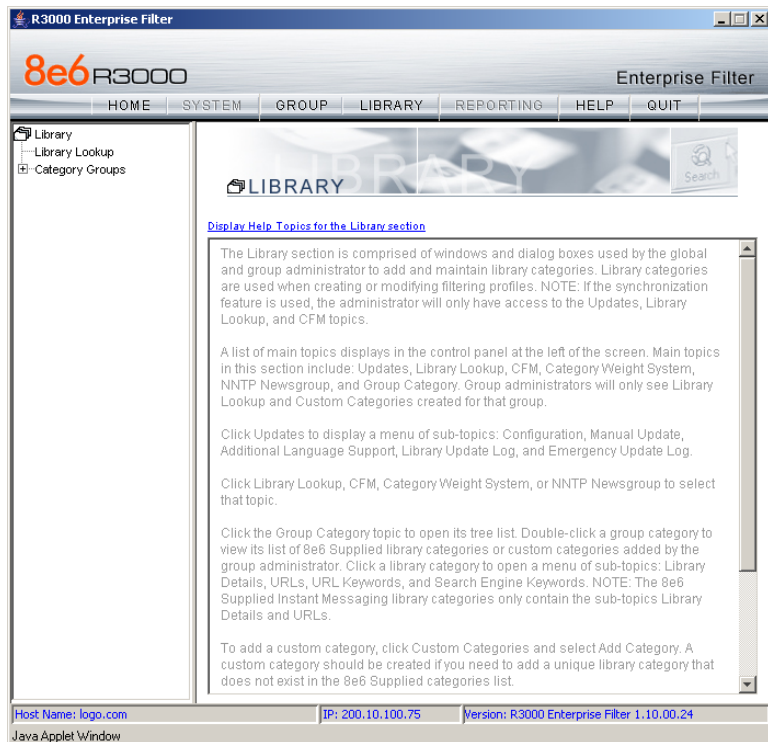 R3000 Enterprise Filter
8e6 R3000
Enterprise Filter
HOME SYSTEM GROUP LIBRARY REPORTING HELP QUIT
Library
Library Lookup
Category Groups
LIBRARY
LIBRARY
Search
Display Help Topics for the Library section
The Library section is comprised of windows and dialog boxes used by the global
and group administrator to add and maintain library categories. Library categories
are used when creating or modifying filtering profiles. NOTE: If the synchronization
feature is used, the administrator will only have access to the Updates, Library
Lookup, and CFM topics.
A list of main topics displays in the control panel at the left of the screen. Main topics
in this section include: Updates, Library Lookup, CFM, Category Weight System,
NNTP Newsgroup, and Group Category. Group administrators will only see Library
Lookup and Custom Categories created for that group.
Click Updates to display a menu of sub-topics: Configuration, Manual Update,
Additional Language Support, Library Update Log, and Emergency Update Log.
Click Library Lookup, CFM, Category Weight System, or NNTP Newsgroup to select
that topic.
Click the Group Category topic to open its tree list. Double-click a group category to
view its list of 8e6 Supplied library categories or custom categories added by the
group administrator. Click a library category to open a menu of sub-topics: Library
Details, URLs, URL Keywords, and Search Engine Keywords. NOTE: The 8e6
Supplied Instant Messaging library categories only contain the sub-topics Library
Details and URLs.
To add a custom category, click Custom Categories and select Add Category. A
custom category should be created if you need to add a unique library category that
does not exist in the 8e6 Supplied categories list.
Host Name: logo.com IP: 200.10.100.75 Version: R3000 Enterprise Filter 1.10.00.24
Java Applet Window